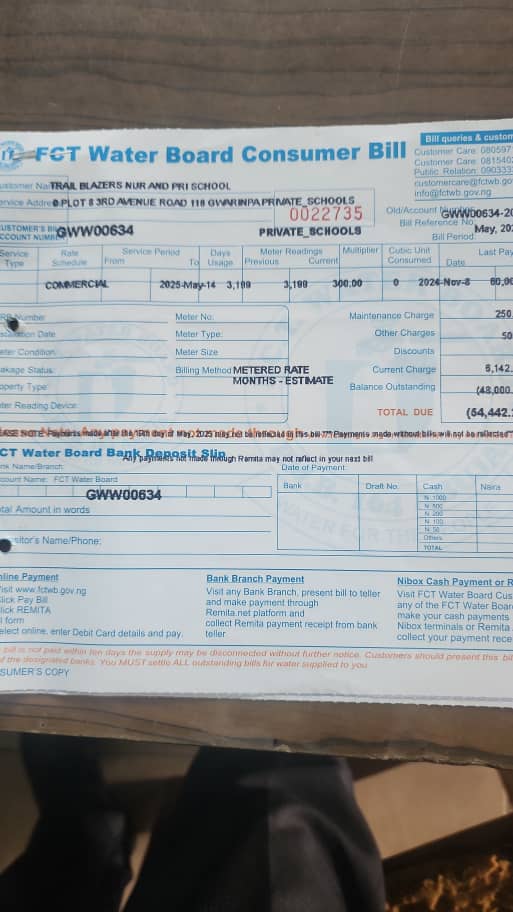 FCT Water Board Consumer Bill
Bill queries & custom
Customer Care: 080597
Customer Care: 081540
Public Relation: 090333
customercare@fctwb.go
info@fctwb.gov.ng
ustomer Na TRAIL BLAZERS NUR AND PRI SCHOOL
ervice Addre PLOT 8 3RD AVENUE ROAD 118 GWARINPA PRIVATE_SCHOOLS
0022735
Old/Account Number GWW00634-20
Bill Reference No
USTOMER'S BI
CCOUNT NUMBER GWW00634
PRIVATE_SCHOOLS
May, 202
Bill Period
Service Type
Rate Schedule
Service Period
From To
Days Usage
Meter Readings
Previous Current
Multiplier
Cubic Unit Consumed
Last Pay
Date
COMMERCIAL 2025-May-14 3,199 3,199 300.00 0 2024-Nov-8 60,00
Number
Meter No:
Maintenance Charge 250.
ation Date
Meter Type:
Other Charges 50
eter Condition
Meter Size
Discounts
akage Status
Billing Method METERED RATE
MONTHS - ESTIMATE
Current Charge 5,142.
operty Type
Balance Outstanding (48,000.
ter Reading Device
TOTAL DUE (54,442.
EASE NOTE: Payments made after the 15th day of May, 2025 may not be reflected in this bill Payments made without bills will not be reflected"
CT Water Board Bank Deposit Slip
Any payments not made through Remita may not reflect in your next bill
nk Name/Branch:
Date of Payment:
count Name: FCT Water Board
GWW00634
Bank
Draft No.
Cash
Naira
N 1000
N 500
N 200
N 100
N 50
Others
TOTAL
tal Amount in words
sitor's Name/Phone:
nline Payment
isit www.fctwb.gov.ng
lick Pay Bill
lick REMITA
l form
elect online, enter Debit Card details and pay.
Bank Branch Payment
Visit any Bank Branch, present bill to teller
and make payment through
Remita.net platform and
collect Remita payment receipt from bank
teller.
Nibox Cash Payment or R
Visit FCT Water Board Cus
any of the FCT Water Boar
make your cash payments
Nibox terminals or Remita
collect your payment rece
bill is not paid within ten days the supply may be disconnected without further notice. Customers should present this bil
f the designated banks. You MUST settle ALL outstanding bills for water supplied to you
SUMER'S COPY